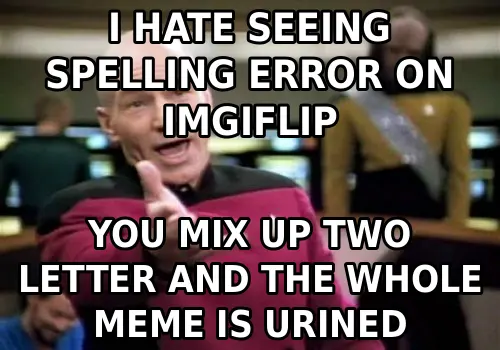 I HATE SEEING
SPELLING ERROR ON
IMGIFLIP
YOU MIX UP TWO
LETTER AND THE WHOLE
MEME IS URINED